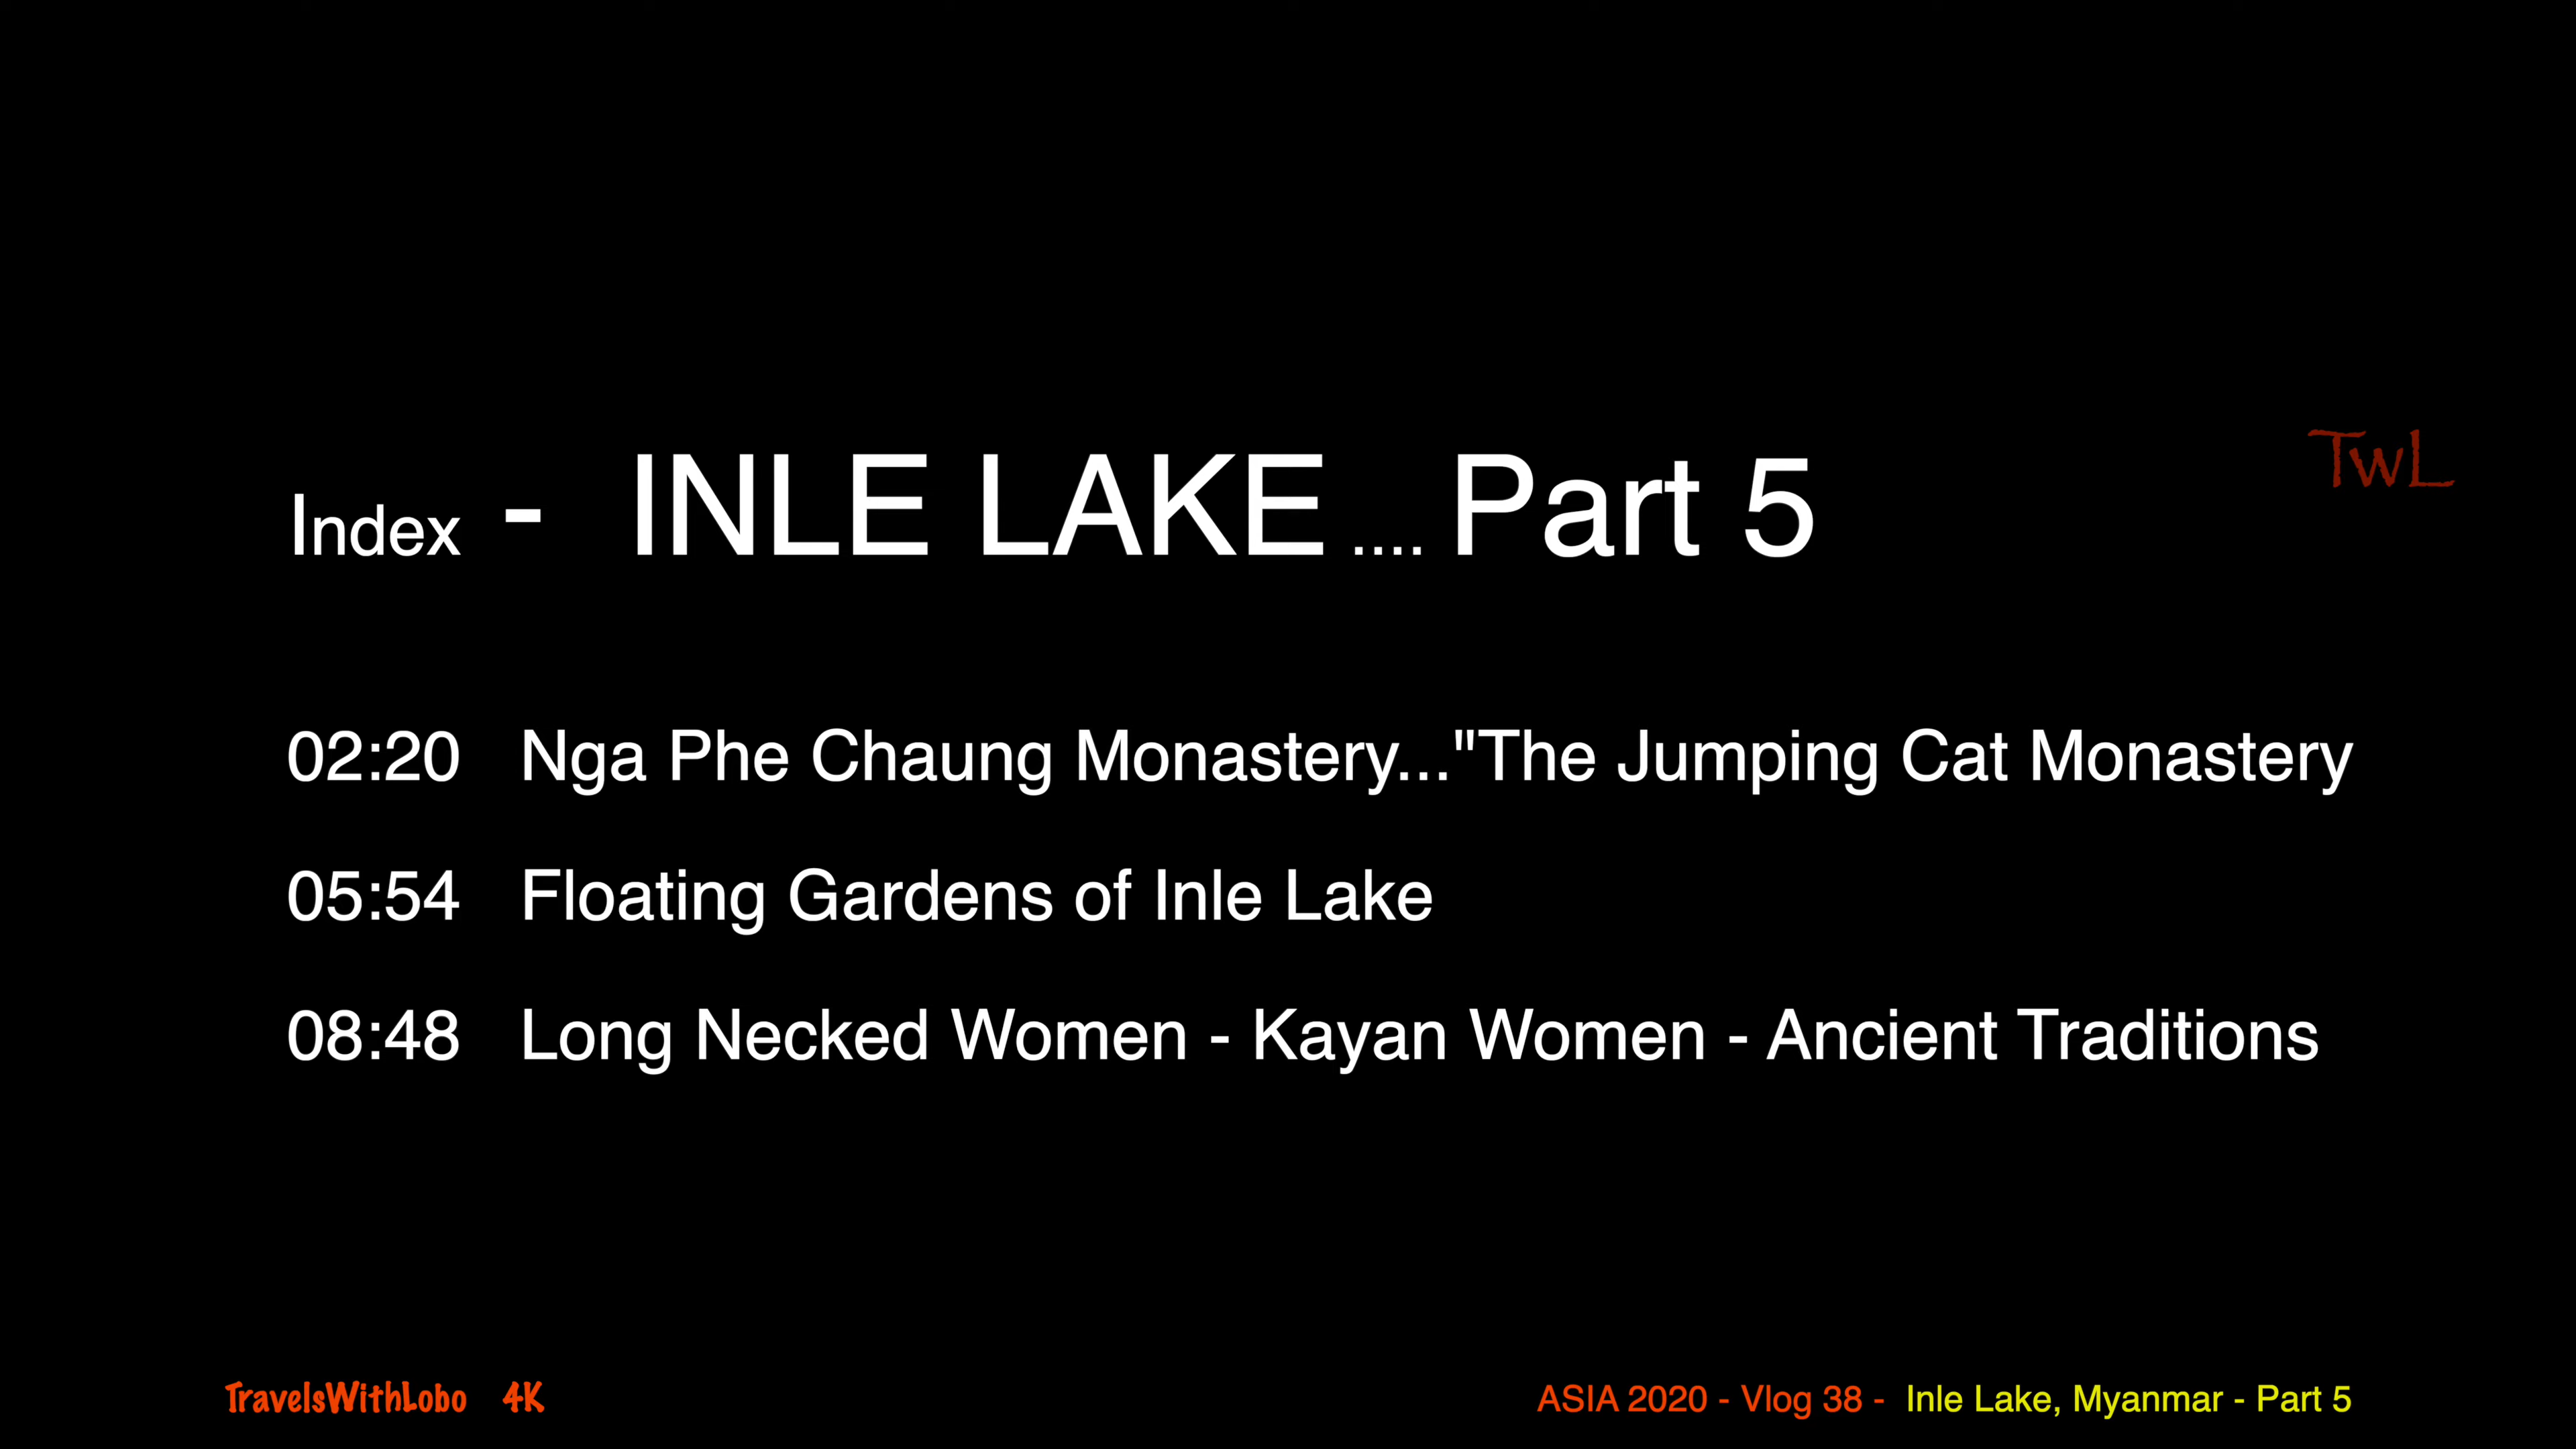 TwL
Index - INLE LAKE .... Part 5
02:20 Nga Phe Chaung Monastery..."The Jumping Cat Monastery
05:54 Floating Gardens of Inle Lake
08:48 Long Necked Women - Kayan Women - Ancient Traditions
TravelsWithLobo 4K
ASIA 2020 - Vlog 38 - Inle Lake, Myanmar - Part 5